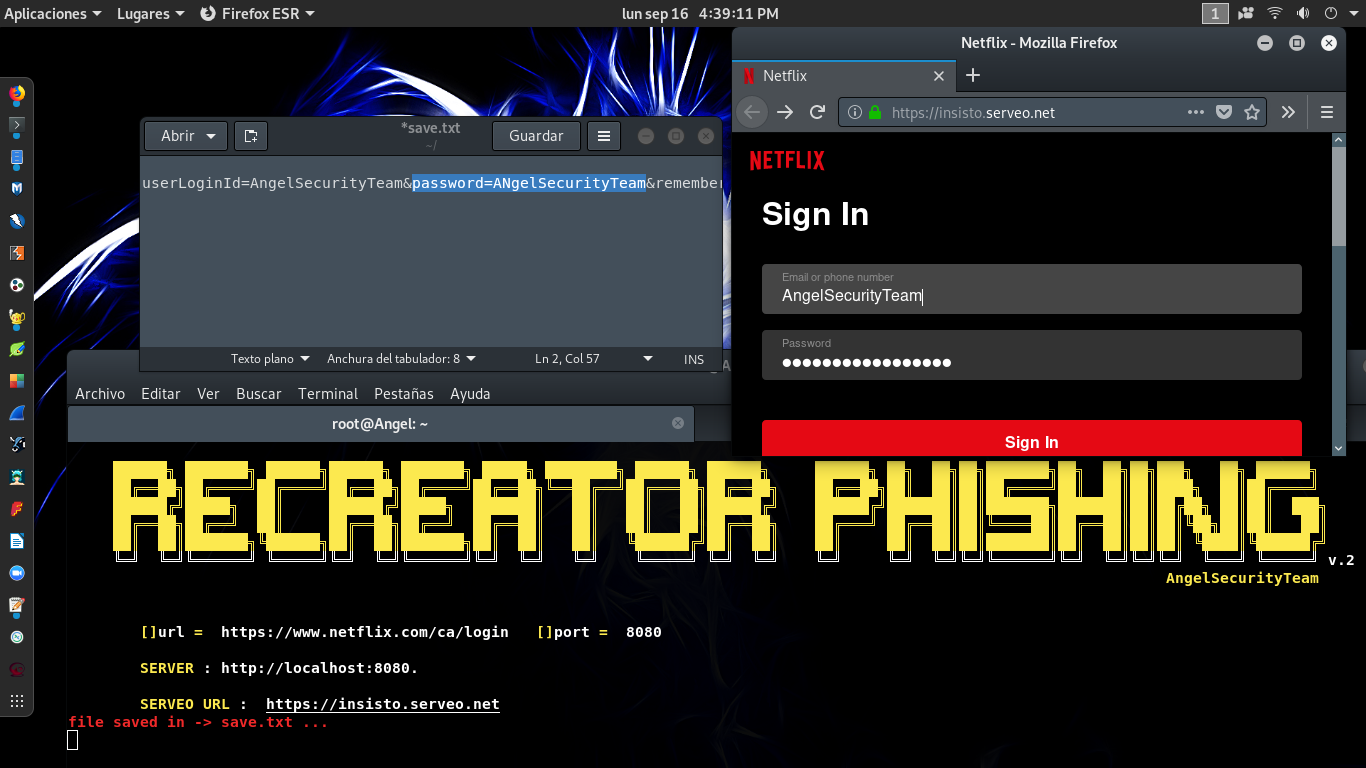 Aplicaciones Lugares Firefox ESR lun sep 16 4:39:11 PM 1
Netflix - Mozilla Firefox
Netflix
https://insisto.serveo.net
*save.txt
~/
Abrir Guardar
userLoginId=AngelSecurityTeam&password=ANgelSecurityTeam&remember
Texto plano Anchura del tabulador: 8 Ln 2, Col 57 INS
NETFLIX
Sign In
Email or phone number
AngelSecurityTeam
Password
●●●●●●●●●●●●●●●●●
Sign In
Archivo Editar Ver Buscar Terminal Pestañas Ayuda
root@Angel: ~
RECREATOR PHISHING
v.2
AngelSecurityTeam
[]url = https://www.netflix.com/ca/login []port = 8080
SERVER : http://localhost:8080.
SERVEO URL : https://insisto.serveo.net
file saved in -> save.txt ...